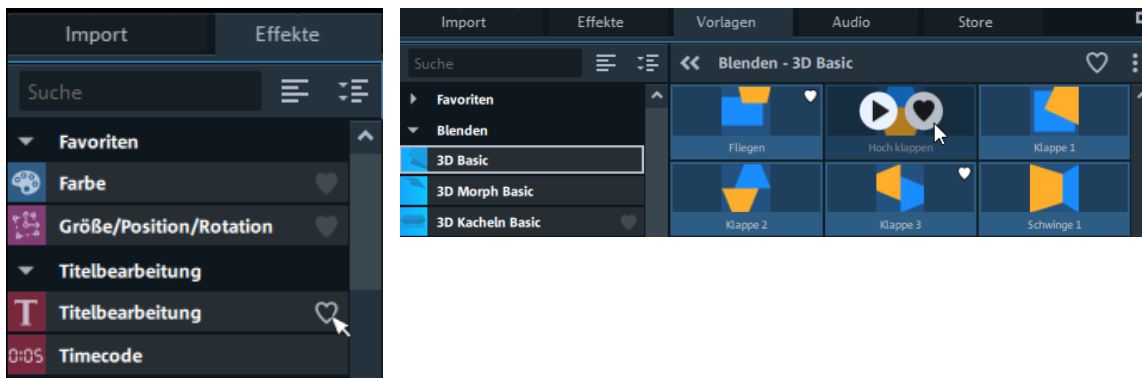 Import Effekte
Suche
Favoriten
Farbe
Größe/Position/Rotation
Titelbearbeitung
Titelbearbeitung
0:05 Timecode
Import Effekte Vorlagen Audio Store
Suche
Blenden - 3D Basic
Favoriten
Blenden
3D Basic
3D Morph Basic
3D Kacheln Basic
Fliegen Hoch klappen Klappe 1
Klappe 2 Klappe 3 Schwinge 1